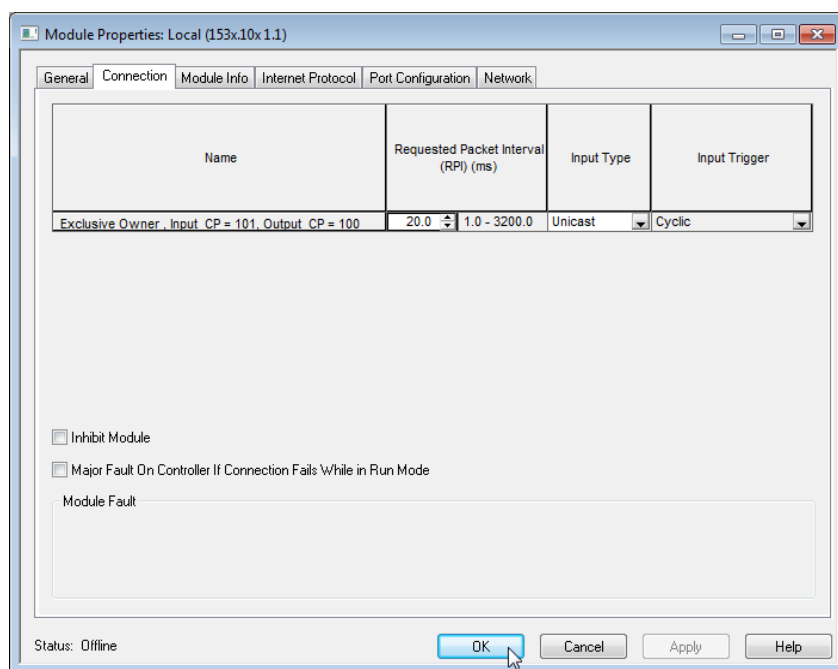 Module Properties: Local (153x.10x 1.1)
General Connection Module Info Internet Protocol Port Configuration Network
Name Requested Packet Interval (RPI) (ms) Input Type Input Trigger
Exclusive Owner , Input CP = 101, Output CP = 100 20.0 1.0 - 3200.0 Unicast Cyclic
Inhibit Module
Major Fault On Controller If Connection Fails While in Run Mode
Module Fault
Status: Offline OK Cancel Apply Help